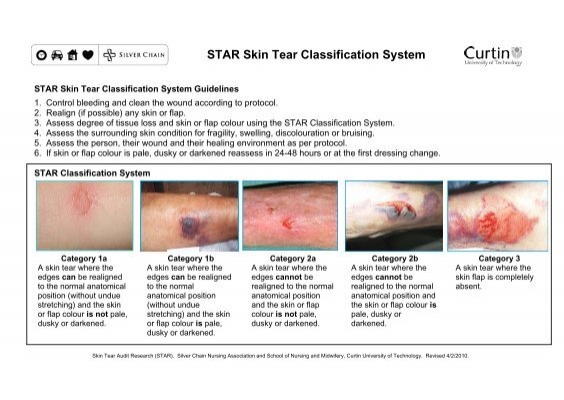 SILVER CHAIN
STAR Skin Tear Classification System
Curtin
University of Technology
STAR Skin Tear Classification System Guidelines
1. Control bleeding and clean the wound according to protocol.
2. Realign (if possible) any skin or flap.
3. Assess degree of tissue loss and skin or flap colour using the STAR Classification System.
4. Assess the surrounding skin condition for fragility, swelling, discolouration or bruising.
5. Assess the person, their wound and their healing environment as per protocol.
6. If skin or flap colour is pale, dusky or darkened reassess in 24-48 hours or at the first dressing change.
STAR Classification System
Category 1a
A skin tear where the
edges can be realigned
to the normal anatomical
position (without undue
stretching) and the skin
or flap colour is not pale,
dusky or darkened.
Category 1b
A skin tear where the
edges can be realigned
to the normal
anatomical position
(without undue
stretching) and the skin
or flap colour is pale,
dusky or darkened.
Category 2a
A skin tear where the
edges cannot be
realigned to the normal
anatomical position
and the skin or flap
colour is not pale,
dusky or darkened.
Category 2b
A skin tear where the
edges cannot be
realigned to the normal
anatomical position and
the skin or flap colour is
pale, dusky or
darkened.
Category 3
A skin tear where the
skin flap is completely
absent.
Skin Tear Audit Research (STAR). Silver Chain Nursing Association and School of Nursing and Midwifery, Curtin University of Technology. Revised 4/2/2010.